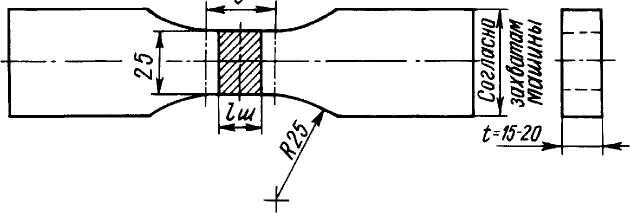 25
lш
R25
Согласно
захватам
машины
t=15-20